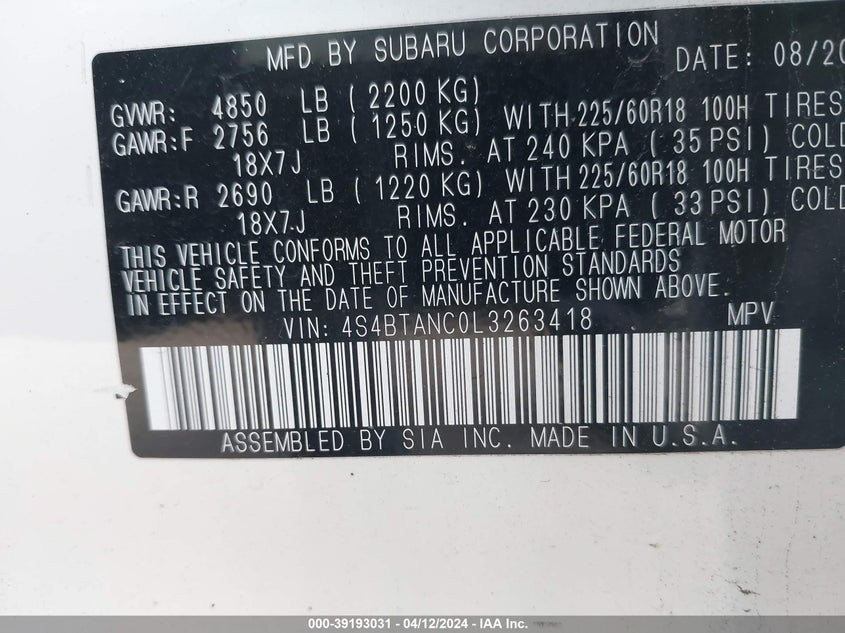 MFD BY SUBARU CORPORATION DATE: 08/20
GVWR: 4850 LB ( 2200 KG)
GAWR:F 2756 LB ( 1250 KG) WITH 225/60R18 100H TIRES
18X7J RIMS. AT 240 KPA ( 35 PSI) COLD
GAWR:R 2690 LB ( 1220 KG) WITH 225/60R18 100H TIRES
18X7J RIMS. AT 230 KPA ( 33 PSI) COLD
THIS VEHICLE CONFORMS TO ALL APPLICABLE FEDERAL MOTOR
VEHICLE SAFETY AND THEFT PREVENTION STANDARDS
IN EFFECT ON THE DATE OF MANUFACTURE SHOWN ABOVE.
VIN: 4S4BTANC0L3263418 MPV
ASSEMBLED BY SIA INC. MADE IN U.S.A.
000-39193031 - 04/12/2024 - IAA Inc.